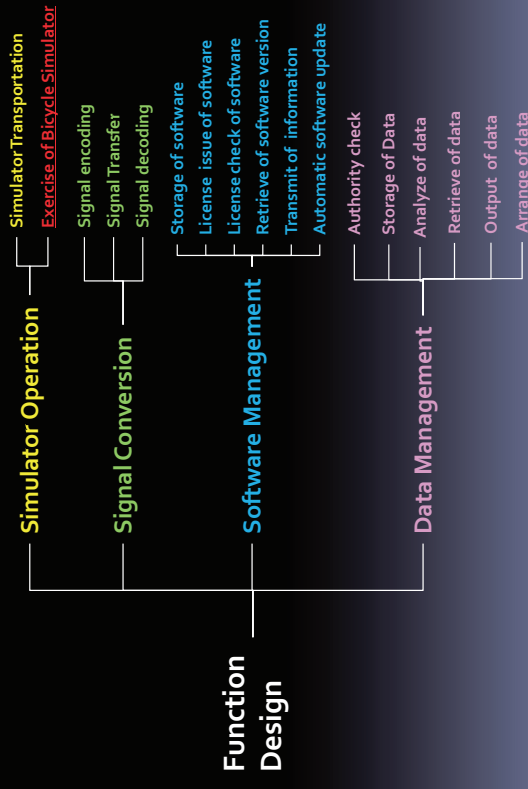 Function
Design
Simulator Operation
Simulator Transportation
Exercise of Bicycle Simulator
Signal Conversion
Signal encoding
Signal Transfer
Signal decoding
Software Management
Storage of software
License issue of software
License check of software
Retrieve of software version
Transmit of information
Automatic software update
Data Management
Authority check
Storage of Data
Analyze of data
Retrieve of data
Output of data
Arrange of data